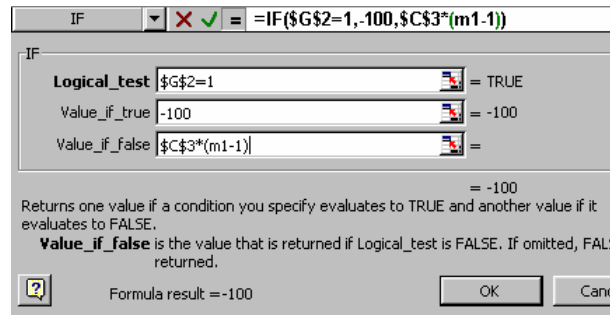 IF = =IF($G$2=1,-100,$C$3*(m1-1))
IF
Logical_test $G$2=1 = TRUE
Value_if_true -100 = -100
Value_if_false $C$3*(m1-1) =
= -100
Returns one value if a condition you specify evaluates to TRUE and another value if it
evaluates to FALSE.
Value_if_false is the value that is returned if Logical_test is FALSE. If omitted, FAL
returned.
? Formula result =-100 OK Canc